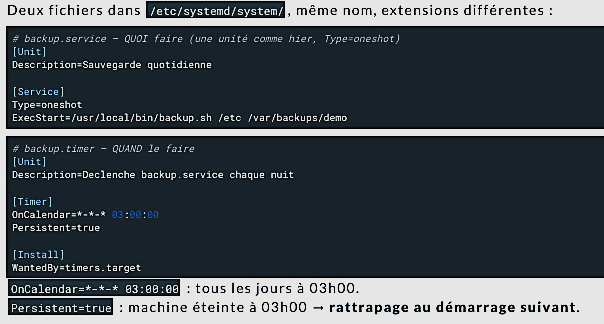 Deux fichiers dans /etc/systemd/system/, même nom, extensions différentes :
# backup.service — QUOI faire (une unité comme hier, Type=oneshot)
[Unit]
Description=Sauvegarde quotidienne
[Service]
Type=oneshot
ExecStart=/usr/local/bin/backup.sh /etc /var/backups/demo
# backup.timer — QUAND le faire
[Unit]
Description=Declenche backup.service chaque nuit
[Timer]
OnCalendar=*-*-* 03:00:00
Persistent=true
[Install]
WantedBy=timers.target
OnCalendar=*-*-* 03:00:00 : tous les jours à 03h00.
Persistent=true : machine éteinte à 03h00 → rattrapage au démarrage suivant.